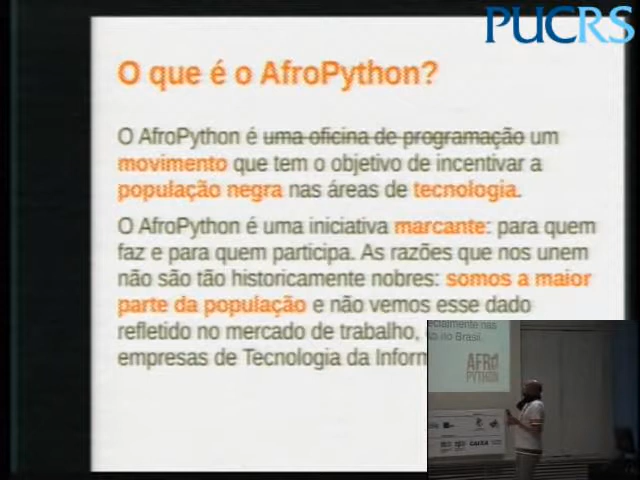 PUCRS
O que é o AfroPython?
O AfroPython é uma oficina de programação um
movimento que tem o objetivo de incentivar a
população negra nas áreas de tecnologia.
O AfroPython é uma iniciativa marcante: para quem
faz e para quem participa. As razões que nos unem
não são tão historicamente nobres: somos a maior
parte da população e não vemos esse dado
refletido no mercado de trabalho,
empresas de Tecnologia da Inform
no Brasil.
AFRO
PYTHON
CAIXA